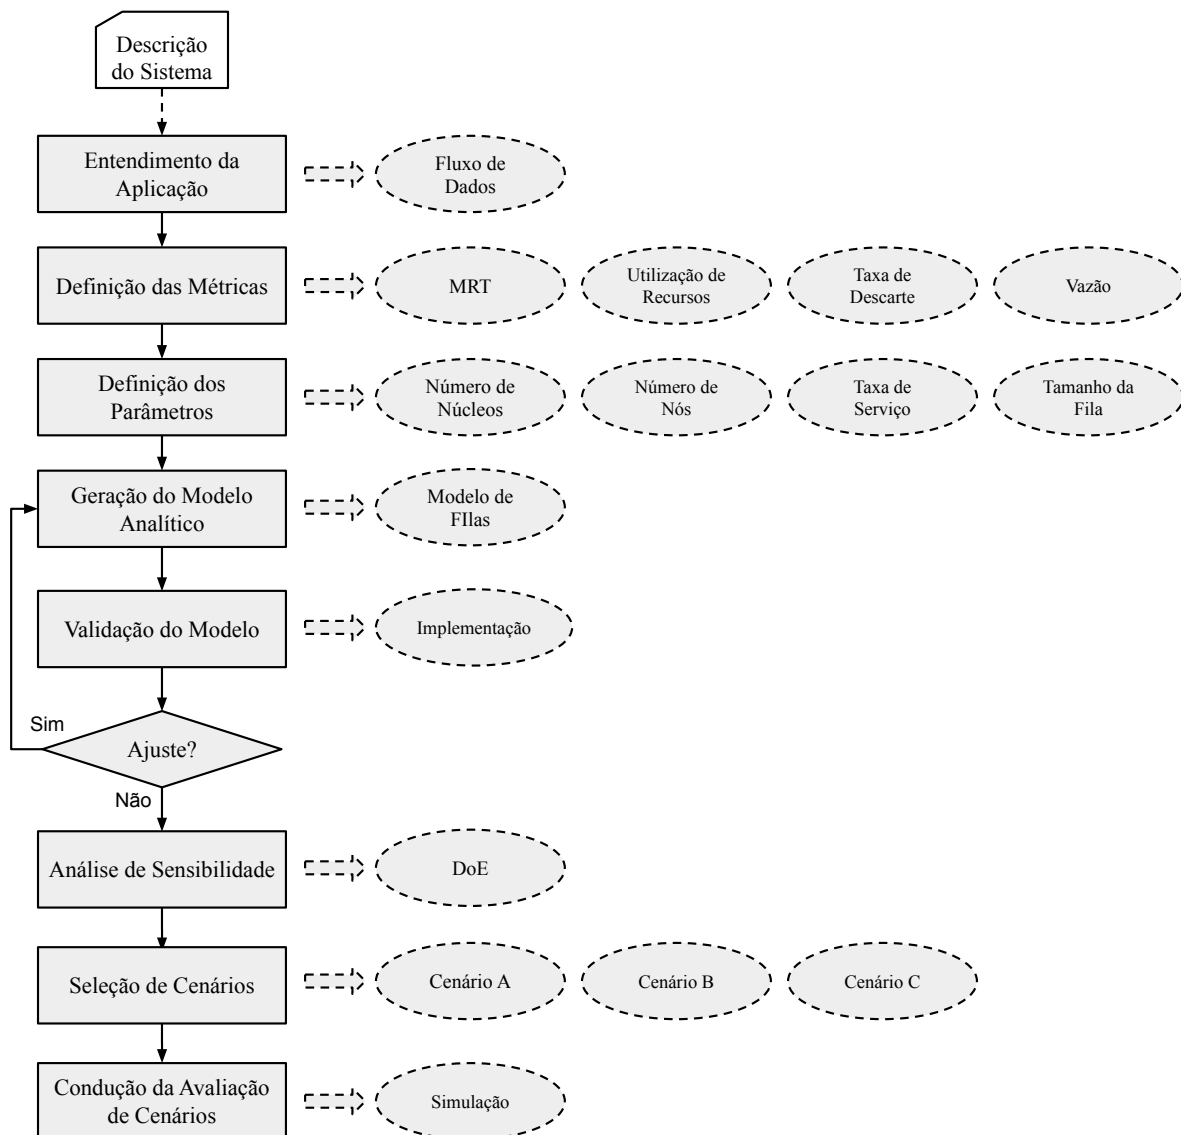 Descrição
do Sistema
Entendimento da
Aplicação
Fluxo de
Dados
Definição das Métricas
MRT
Utilização de
Recursos
Taxa de
Descarte
Vazão
Definição dos
Parâmetros
Número de
Núcleos
Número de
Nós
Taxa de
Serviço
Tamanho da
Fila
Geração do Modelo
Analítico
Modelo de
FIlas
Validação do Modelo
Implementação
Sim
Ajuste?
Não
Análise de Sensibilidade
DoE
Seleção de Cenários
Cenário A
Cenário B
Cenário C
Condução da Avaliação
de Cenários
Simulação